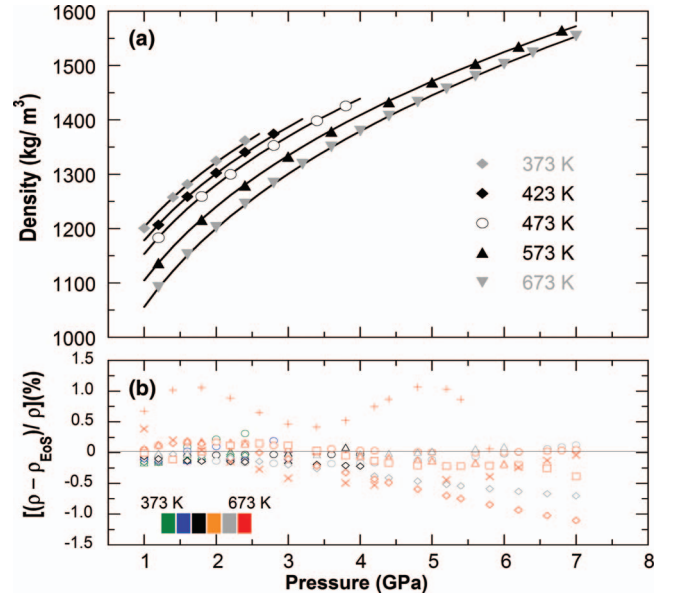 1600
(a)
1500
1400
1300
1200
1100
1000
Density (kg/ m³)
373 K
423 K
473 K
573 K
673 K
1.5
(b)
1.0
0.5
0
-0.5
-1.0
-1.5
[(ρ − ρEoS)/ ρ](%)
373 K 673 K
1 2 3 4 5 6 7 8
Pressure (GPa)